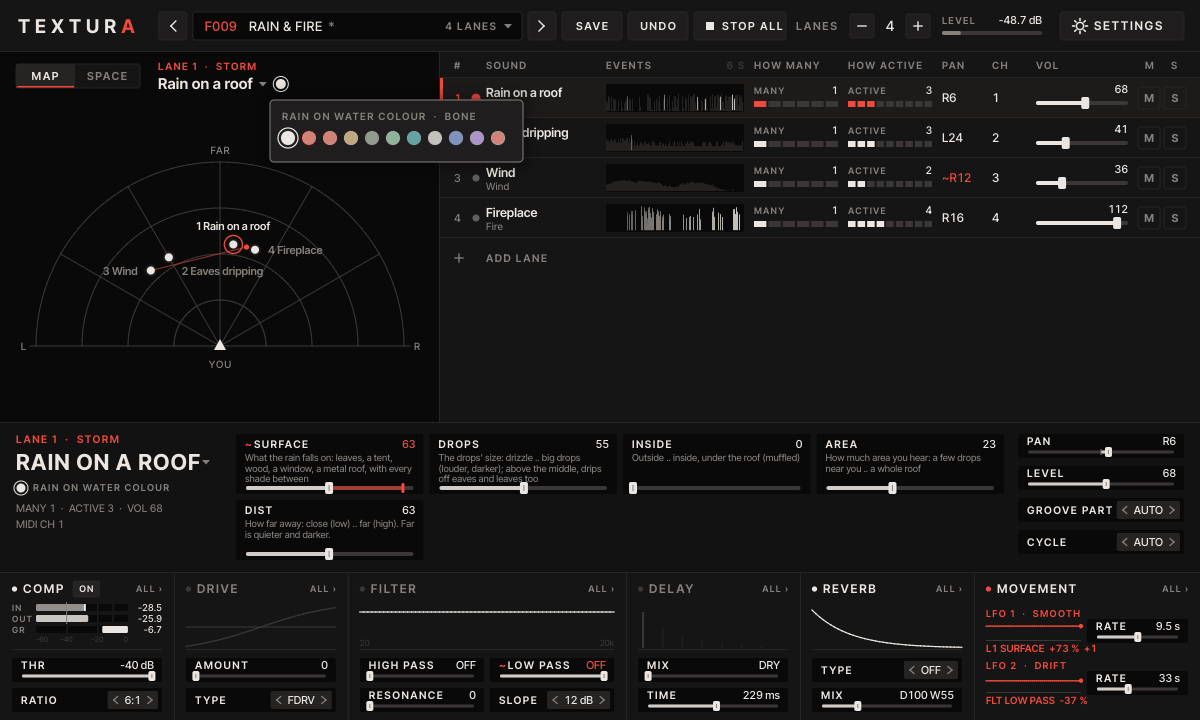 TEXTURA
F009 RAIN & FIRE * 4 LANES
SAVE
UNDO
STOP ALL
LANES
4
LEVEL -48.7 dB
SETTINGS
MAP
SPACE
LANE 1 · STORM
Rain on a roof
# SOUND EVENTS 6 S HOW MANY HOW ACTIVE PAN CH VOL M S
RAIN ON WATER COLOUR · BONE
1 Rain on a roof MANY 1 ACTIVE 3 R6 1 68 M S
dripping MANY 1 ACTIVE 3 L24 2 41 M S
3 Wind MANY 1 ACTIVE 2 ~R12 3 36 M S
Wind
4 Fireplace MANY 1 ACTIVE 4 R16 4 112 M S
Fire
+ ADD LANE
FAR
1 Rain on a roof
4 Fireplace
3 Wind
2 Eaves dripping
L
R
YOU
LANE 1 · STORM
RAIN ON A ROOF
RAIN ON WATER COLOUR
MANY 1 · ACTIVE 3 · VOL 68
MIDI CH 1
~SURFACE 63
What the rain falls on: leaves, a tent,
wood, a window, a metal roof, with every
shade between
DROPS 55
The drops' size: drizzle .. big drops
(louder, darker); above the middle, drips
off eaves and leaves too
INSIDE 0
Outside .. inside, under the roof (muffled)
AREA 23
How much area you hear: a few drops
near you .. a whole roof
DIST 63
How far away: close (low) .. far (high). Far
is quieter and darker.
PAN R6
LEVEL 68
GROOVE PART < AUTO >
CYCLE < AUTO >
COMP ON ALL ›
IN -28.5
OUT -25.9
GR -6.7
-60 -40 -20 0
THR -40 dB
RATIO < 6:1 >
DRIVE ALL ›
AMOUNT 0
TYPE < FDRV >
FILTER ALL ›
20 20k
HIGH PASS OFF
~LOW PASS OFF
RESONANCE 0
SLOPE < 12 dB >
DELAY ALL ›
MIX DRY
TIME 229 ms
REVERB ALL ›
TYPE < OFF >
MIX D100 W55
MOVEMENT ALL ›
LFO 1 · SMOOTH
RATE 9.5 s
L1 SURFACE +73 % +1
LFO 2 · DRIFT
RATE 33 s
FLT LOW PASS -37 %